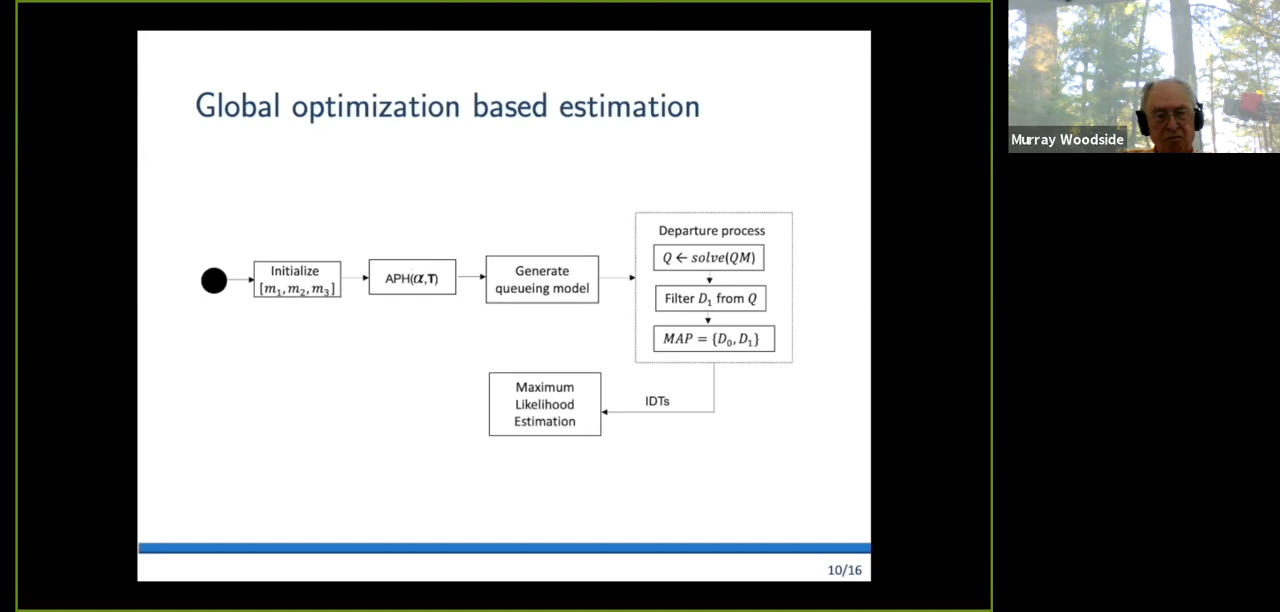 Global optimization based estimation
Initialize
[m₁, m₂, m₃]
APH(α,T)
Generate
queueing model
Departure process
Q ← solve(QM)
Filter D₁ from Q
MAP = {D₀, D₁}
IDTs
Maximum
Likelihood
Estimation
10/16
Murray Woodside